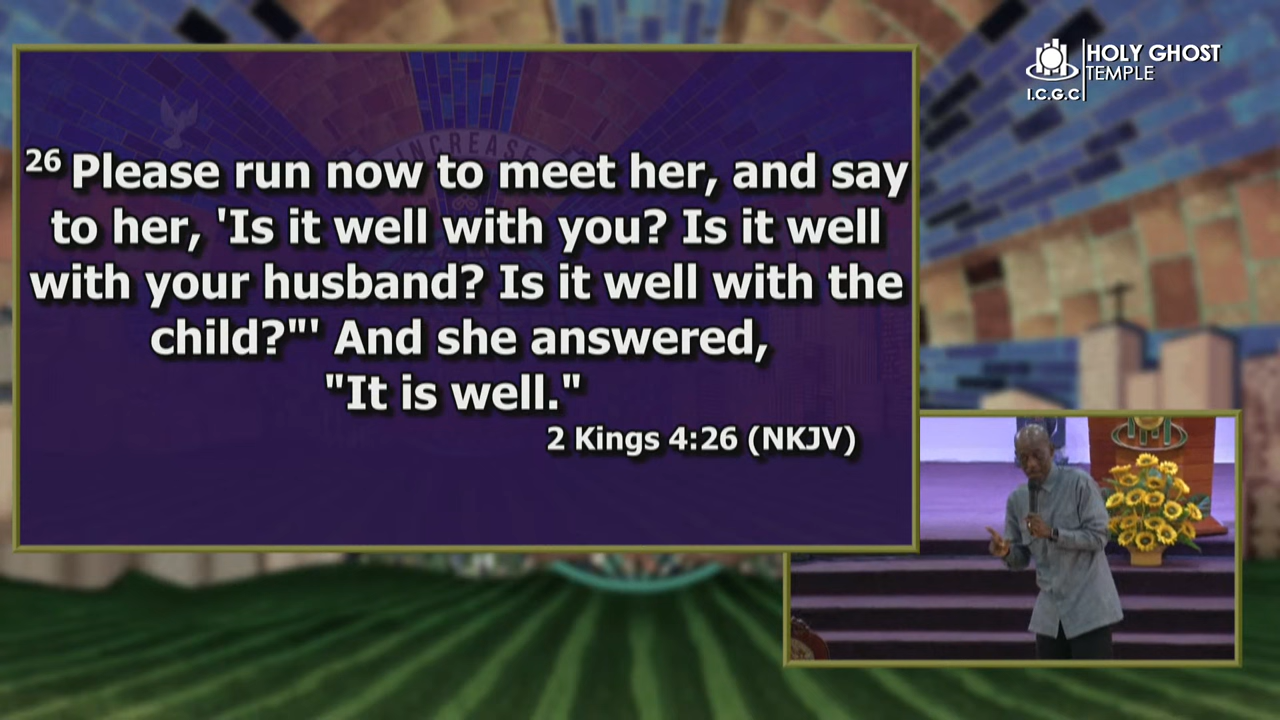 HOLY GHOST
TEMPLE
I.C.G.C
INCREASE
26 Please run now to meet her, and say
to her, 'Is it well with you? Is it well
with your husband? Is it well with the
child?"' And she answered,
"It is well."
2 Kings 4:26 (NKJV)